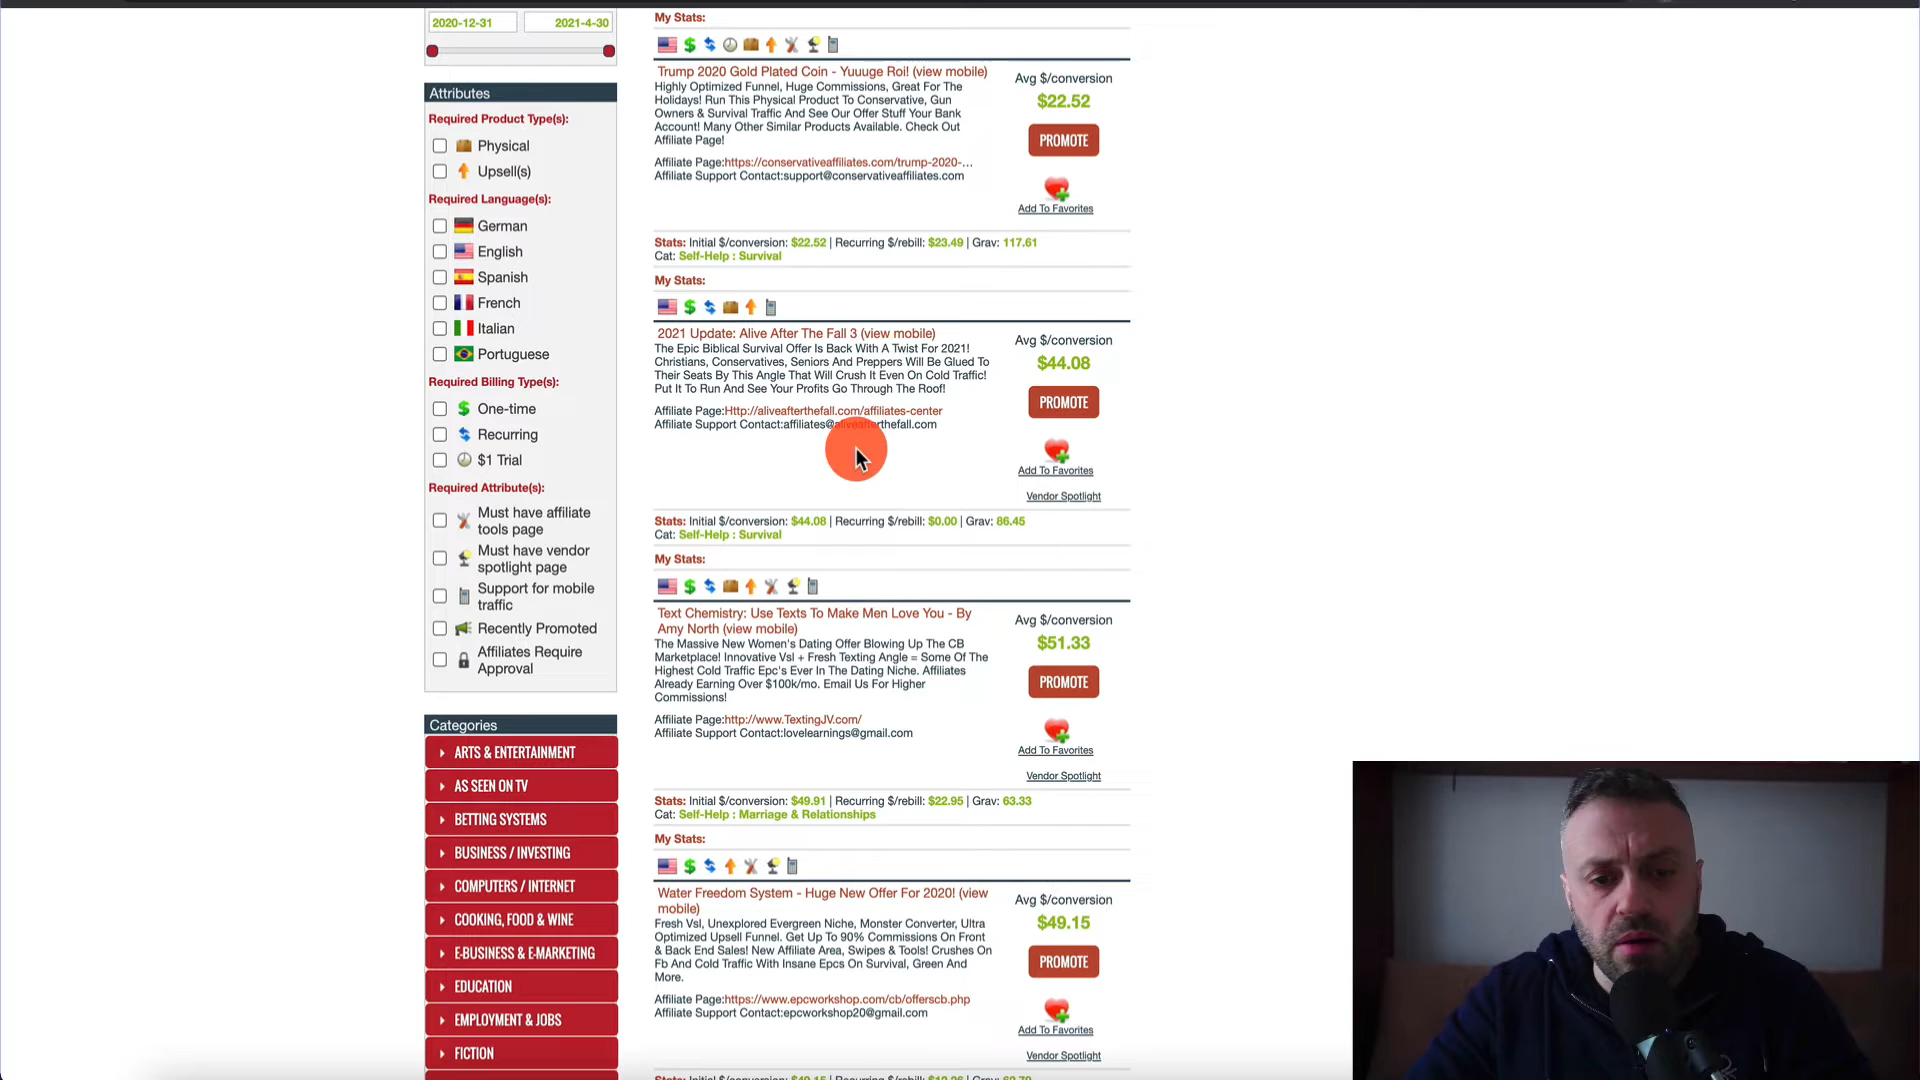 2020-12-31
2021-4-30
Attributes
Required Product Type(s):
Physical
Upsell(s)
Required Language(s):
German
English
Spanish
French
Italian
Portuguese
Required Billing Type(s):
One-time
Recurring
$1 Trial
Required Attribute(s):
Must have affiliate
tools page
Must have vendor
spotlight page
Support for mobile
traffic
Recently Promoted
Affiliates Require
Approval
Categories
ARTS & ENTERTAINMENT
AS SEEN ON TV
BETTING SYSTEMS
BUSINESS / INVESTING
COMPUTERS / INTERNET
COOKING, FOOD & WINE
E-BUSINESS & E-MARKETING
EDUCATION
EMPLOYMENT & JOBS
FICTION
My Stats:
Trump 2020 Gold Plated Coin - Yuuuge Roi! (view mobile)
Highly Optimized Funnel, Huge Commissions, Great For The
Holidays! Run This Physical Product To Conservative, Gun
Owners & Survival Traffic And See Our Offer Stuff Your Bank
Account! Many Other Similar Products Available. Check Out
Affiliate Page!
Affiliate Page:https://conservativeaffiliates.com/trump-2020-...
Affiliate Support Contact:support@conservativeaffiliates.com
Avg $/conversion
$22.52
PROMOTE
Add To Favorites
Stats: Initial $/conversion: $22.52 | Recurring $/rebill: $23.49 | Grav: 117.61
Cat: Self-Help : Survival
My Stats:
2021 Update: Alive After The Fall 3 (view mobile)
The Epic Biblical Survival Offer Is Back With A Twist For 2021!
Christians, Conservatives, Seniors And Preppers Will Be Glued To
Their Seats By This Angle That Will Crush It Even On Cold Traffic!
Put It To Run And See Your Profits Go Through The Roof!
Affiliate Page:Http://aliveafterthefall.com/affiliates-center
Affiliate Support Contact:affiliates@aliveafterthefall.com
Avg $/conversion
$44.08
PROMOTE
Add To Favorites
Vendor Spotlight
Stats: Initial $/conversion: $44.08 | Recurring $/rebill: $0.00 | Grav: 86.45
Cat: Self-Help : Survival
My Stats:
Text Chemistry: Use Texts To Make Men Love You - By
Amy North (view mobile)
The Massive New Women's Dating Offer Blowing Up The CB
Marketplace! Innovative Vsl + Fresh Texting Angle = Some Of The
Highest Cold Traffic Epc's Ever In The Dating Niche. Affiliates
Already Earning Over $100k/mo. Email Us For Higher
Commissions!
Affiliate Page:http://www.TextingJV.com/
Affiliate Support Contact:lovelearnings@gmail.com
Avg $/conversion
$51.33
PROMOTE
Add To Favorites
Vendor Spotlight
Stats: Initial $/conversion: $49.91 | Recurring $/rebill: $22.95 | Grav: 63.33
Cat: Self-Help : Marriage & Relationships
My Stats:
Water Freedom System - Huge New Offer For 2020! (view
mobile)
Fresh Vsl, Unexplored Evergreen Niche, Monster Converter, Ultra
Optimized Upsell Funnel. Get Up To 90% Commissions On Front
& Back End Sales! New Affiliate Area, Swipes & Tools! Crushes On
Fb And Cold Traffic With Insane Epcs On Survival, Green And
More.
Affiliate Page:https://www.epcworkshop.com/cb/offerscb.php
Affiliate Support Contact:epcworkshop20@gmail.com
Avg $/conversion
$49.15
PROMOTE
Add To Favorites
Vendor Spotlight